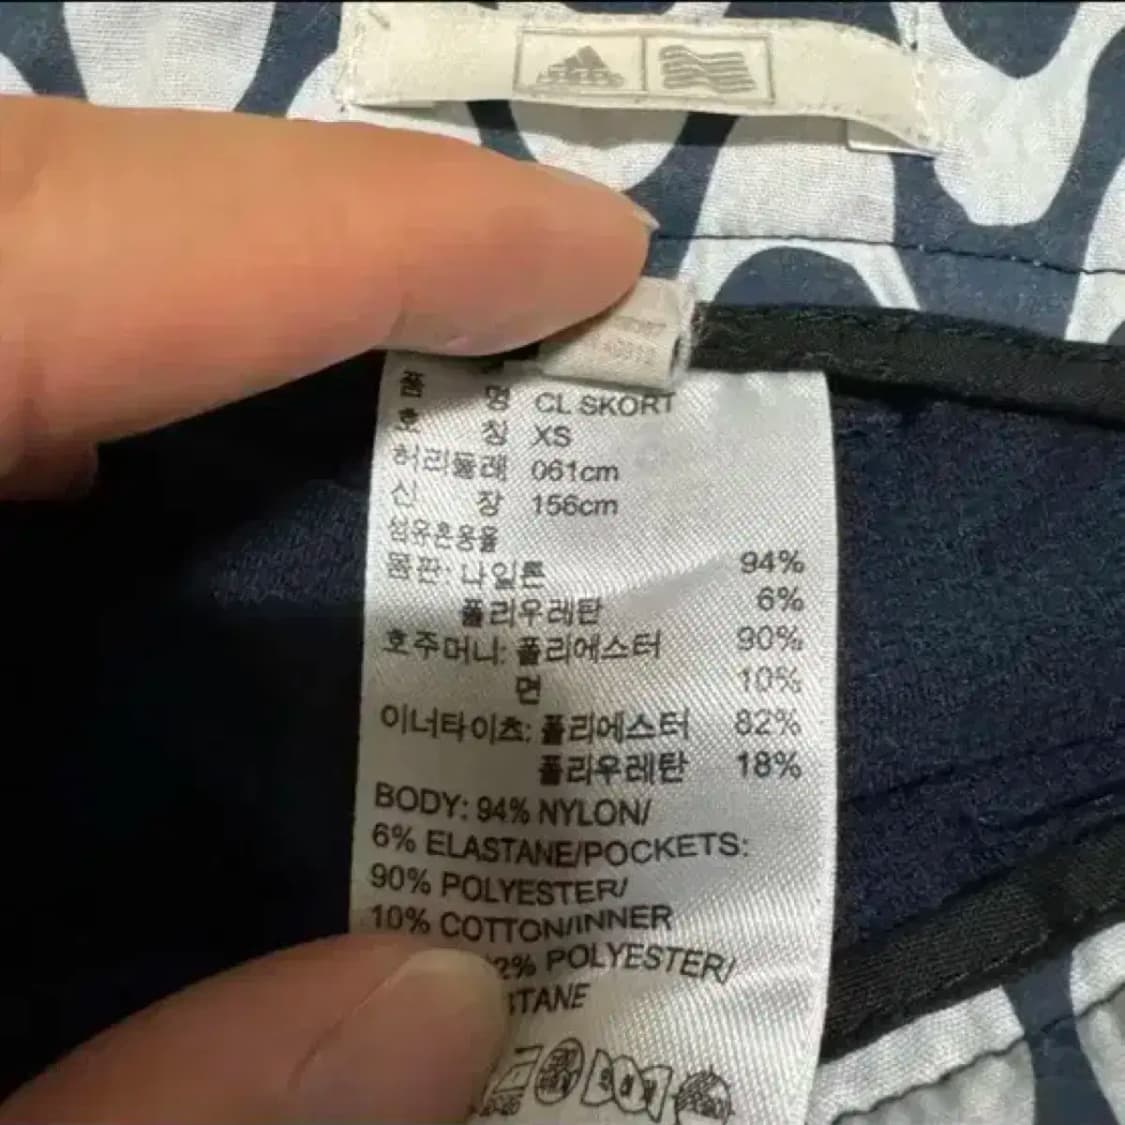 품 명 CL SKORT
호 칭 XS
허리둘레 061cm
신 장 156cm
섬유혼용율
몸판: 나일론 94%
폴리우레탄 6%
호주머니: 폴리에스터 90%
면 10%
이너타이츠: 폴리에스터 82%
폴리우레탄 18%
BODY: 94% NYLON/
6% ELASTANE/POCKETS:
90% POLYESTER/
10% COTTON/INNER
2% POLYESTER/
STANE